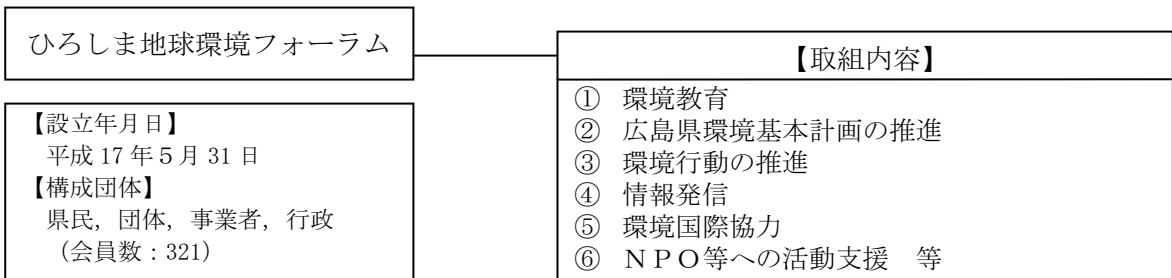 ひろしま地球環境フォーラム
【設立年月日】
平成17年5月31日
【構成団体】
県民，団体，事業者，行政
（会員数：321）
【取組内容】
① 環境教育
② 広島県環境基本計画の推進
③ 環境行動の推進
④ 情報発信
⑤ 環境国際協力
⑥ ＮＰＯ等への活動支援　等